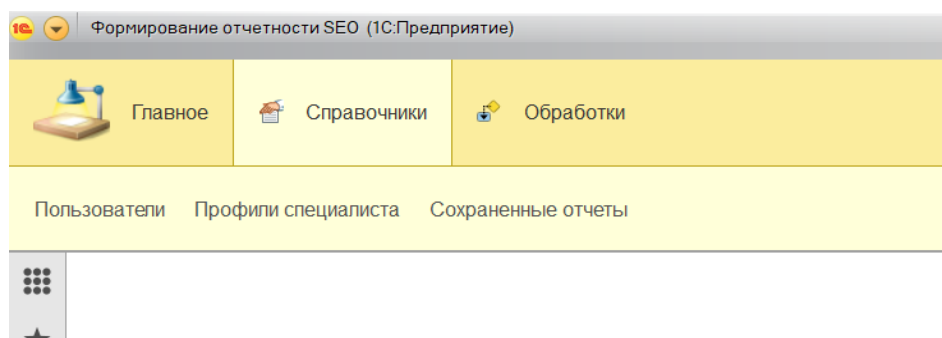 1С Формирование отчетности SEO (1С:Предприятие)
Главное Справочники Обработки
Пользователи Профили специалиста Сохраненные отчеты